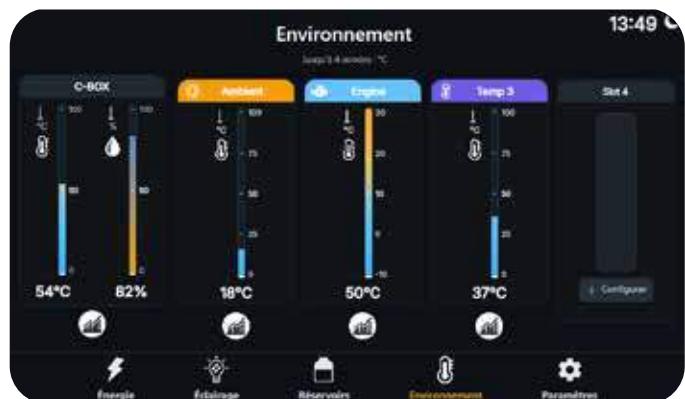 13:49
Environnement
C-BOX
Ambient
Engine
Temp 3
Slot 4
°C
%
°C
°C
°C
100
100
100
30
100
75
20
75
50
50
50
10
50
25
0
25
0
0
0
-10
0
54°C
82%
18°C
50°C
37°C
Configurer
Énergie
Éclairage
Réservoirs
Environnement
Paramètres